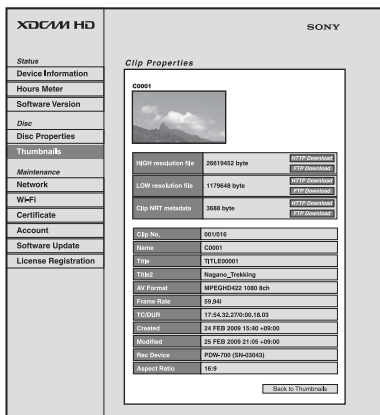 XDCAM HD
SONY
Status
Device Information
Hours Meter
Software Version
Disc
Disc Properties
Thumbnails
Maintenance
Network
Wi-Fi
Certificate
Account
Software Update
License Registration
Clip Properties
C0001
HIGH resolution file 26619452 byte HTTP Download
FTP Download
LOW resolution file 1179648 byte HTTP Download
FTP Download
Clip NRT metadata 3688 byte HTTP Download
FTP Download
Clip No. 001/016
Name C0001
Title TITLE00001
Title2 Nagano_Trekking
AV Format MPEGHD422 1080 8ch
Frame Rate 59,94i
TC/DUR 17:54.32.27/0:00.18.03
Created 24 FEB 2009 15:40 +09:00
Modified 25 FEB 2009 21:05 +09:00
Rec Device PDW-700 (SN-03043)
Aspect Ratio 16:9
Back to Thumbnails